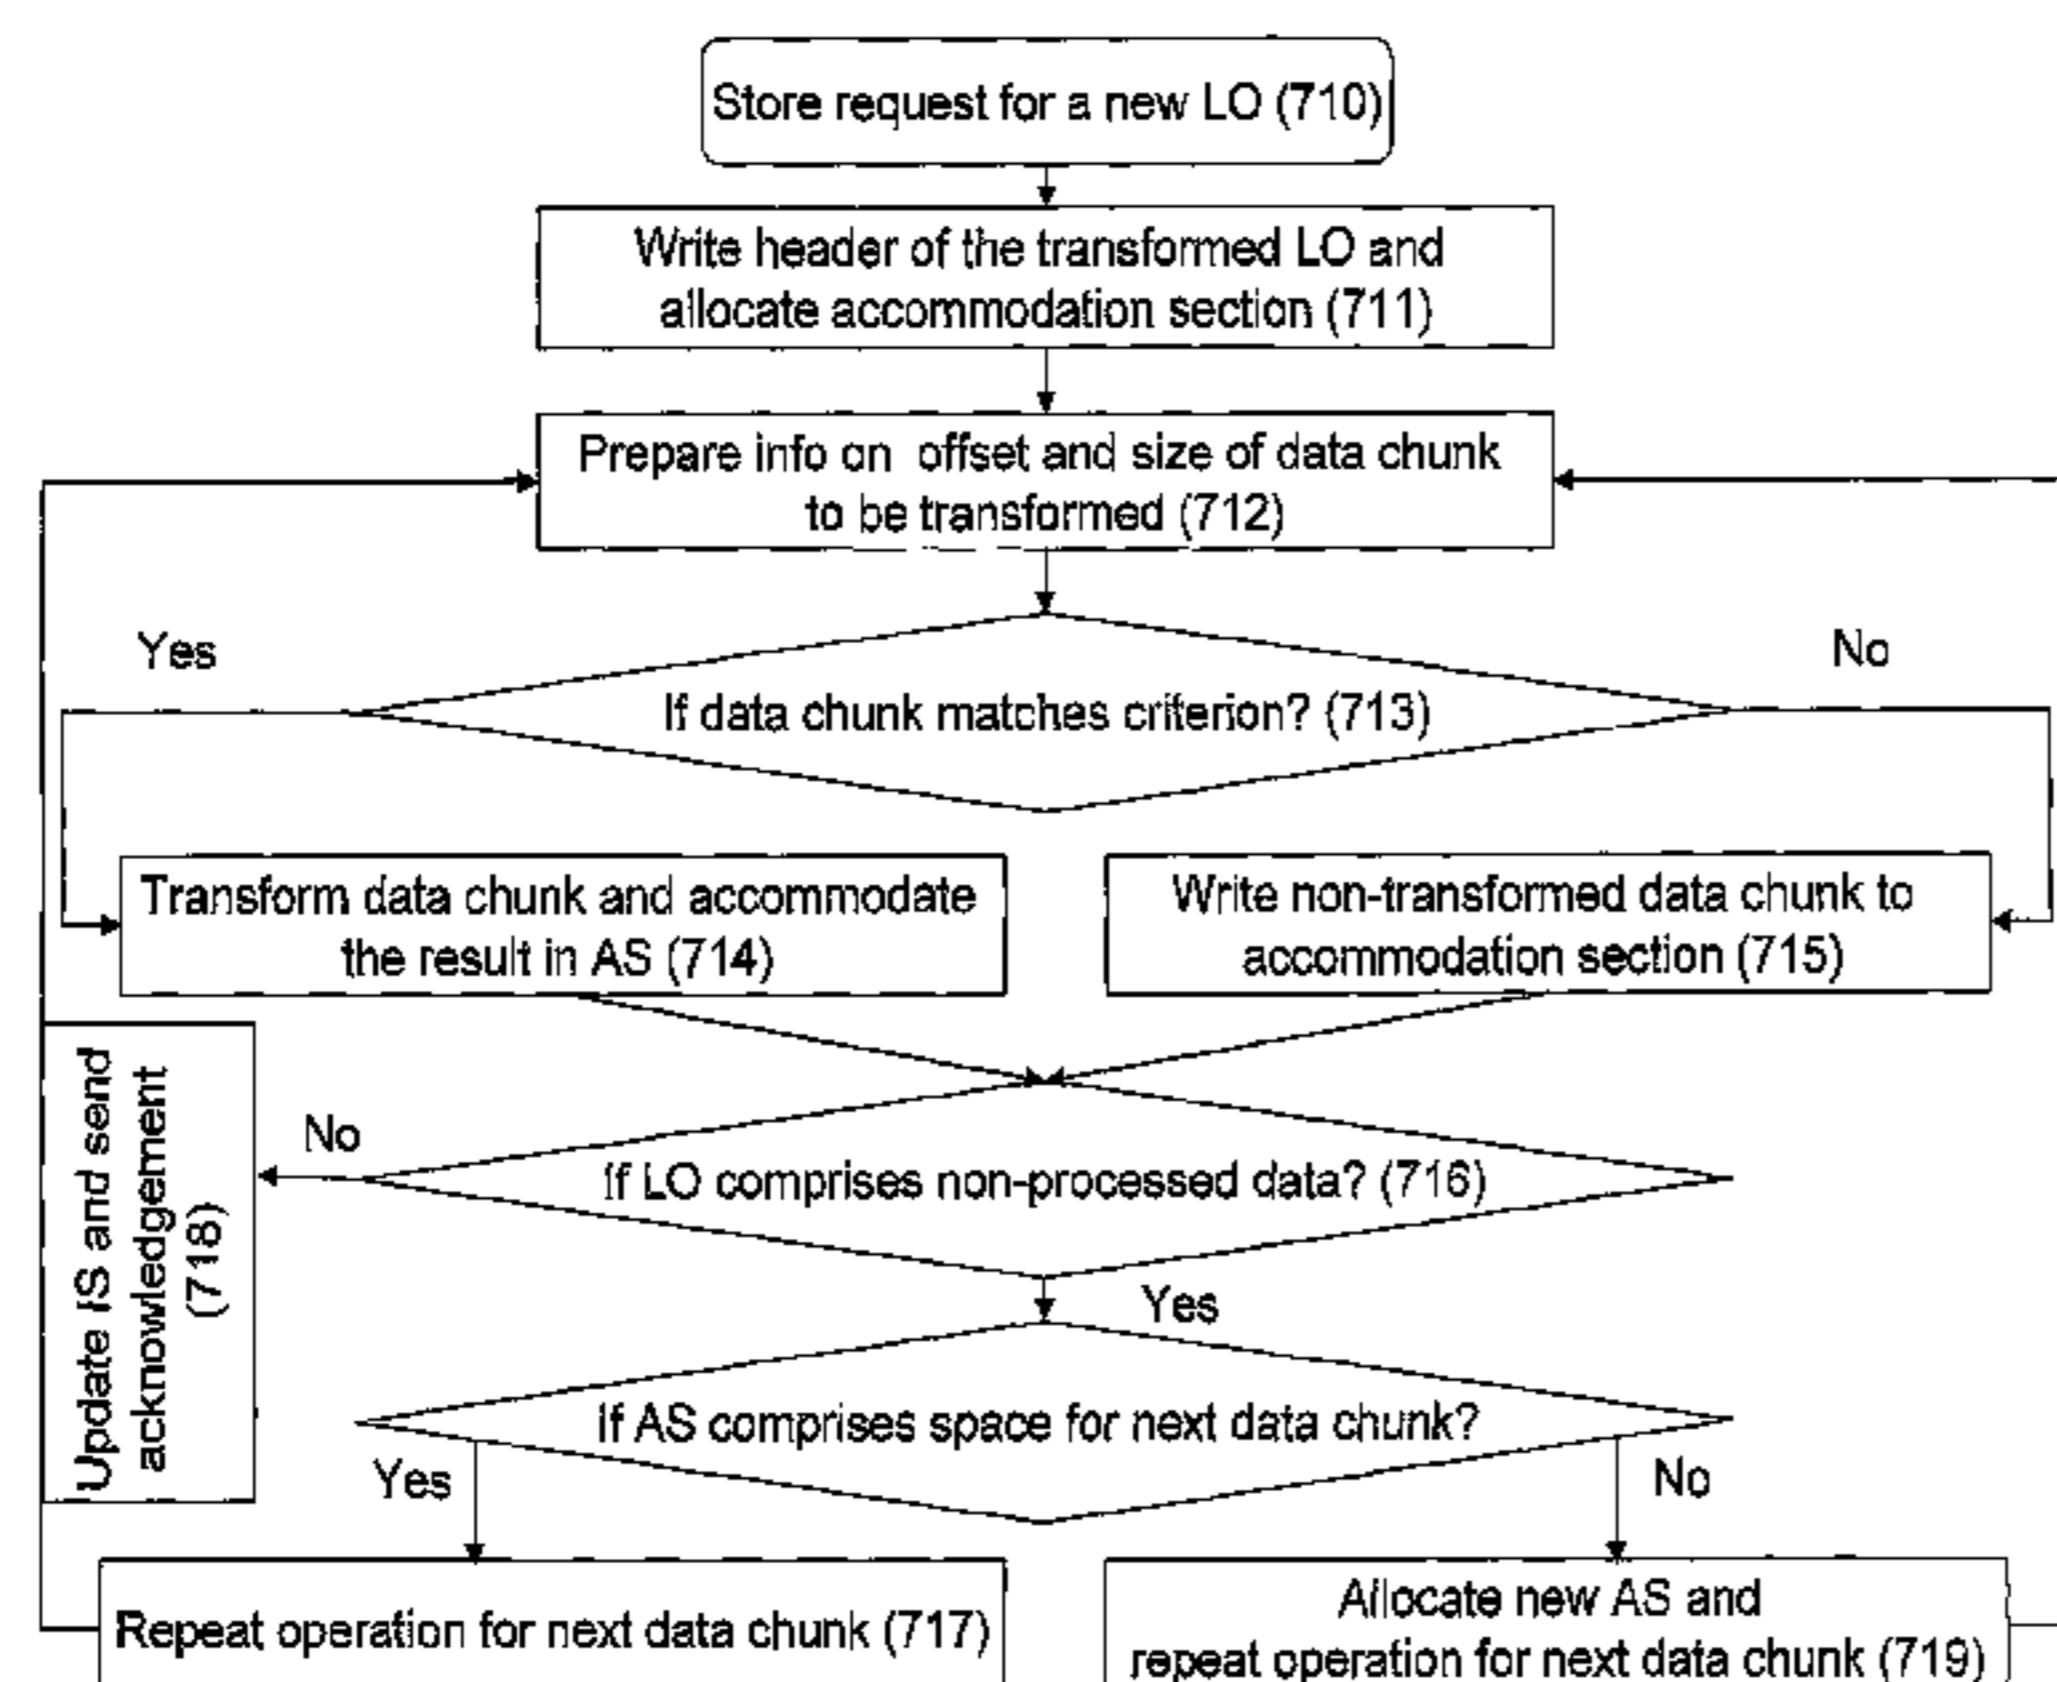 Store request for a new LO (710)
Write header of the transformed LO and
allocate accommodation section (711)
Prepare info on offset and size of data chunk
to be transformed (712)
Yes
No
If data chunk matches criterion? (713)
Transform data chunk and accommodate
the result in AS (714)
Write non-transformed data chunk to
accommodation section (715)
Update IS and send
acknowledgement
(718)
No
If LO comprises non-processed data? (716)
Yes
If AS comprises space for next data chunk?
Yes
No
Repeat operation for next data chunk (717)
Allocate new AS and
repeat operation for next data chunk (719)